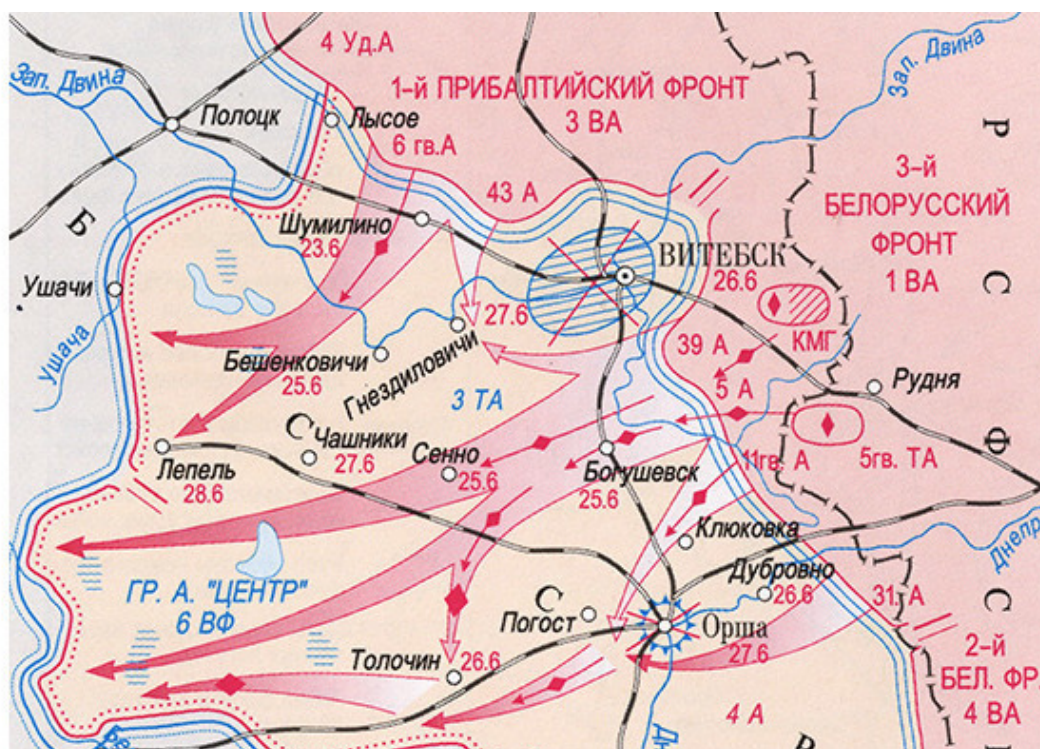 4 Уд.А
Зап. Двина
Зап. Двина
1-й ПРИБАЛТИЙСКИЙ ФРОНТ
3 ВА
Полоцк
Лысое
6 гв.А
Р
3-й
БЕЛОРУССКИЙ
ФРОНТ
1 ВА
43 А
Б
Шумилино
23.6
ВИТЕБСК
26.6
С
Ушачи
Ушача
27.6
КМГ
39 А
Бешенковичи
25.6
Гнездиловичи
3 ТА
5 А
Рудня
С
Чашники
27.6
Сенно
25.6
Ф
Лепель
28.6
Богушевск
25.6
11гв. А
5гв. ТА
Клюковка
Днепр
ГР. А. "ЦЕНТР"
6 ВФ
Дубровно
26.6
31 А
С
С
Погост
Орша
27.6
2-й
БЕЛ. ФР.
4 ВА
Толочин
26.6
4 А